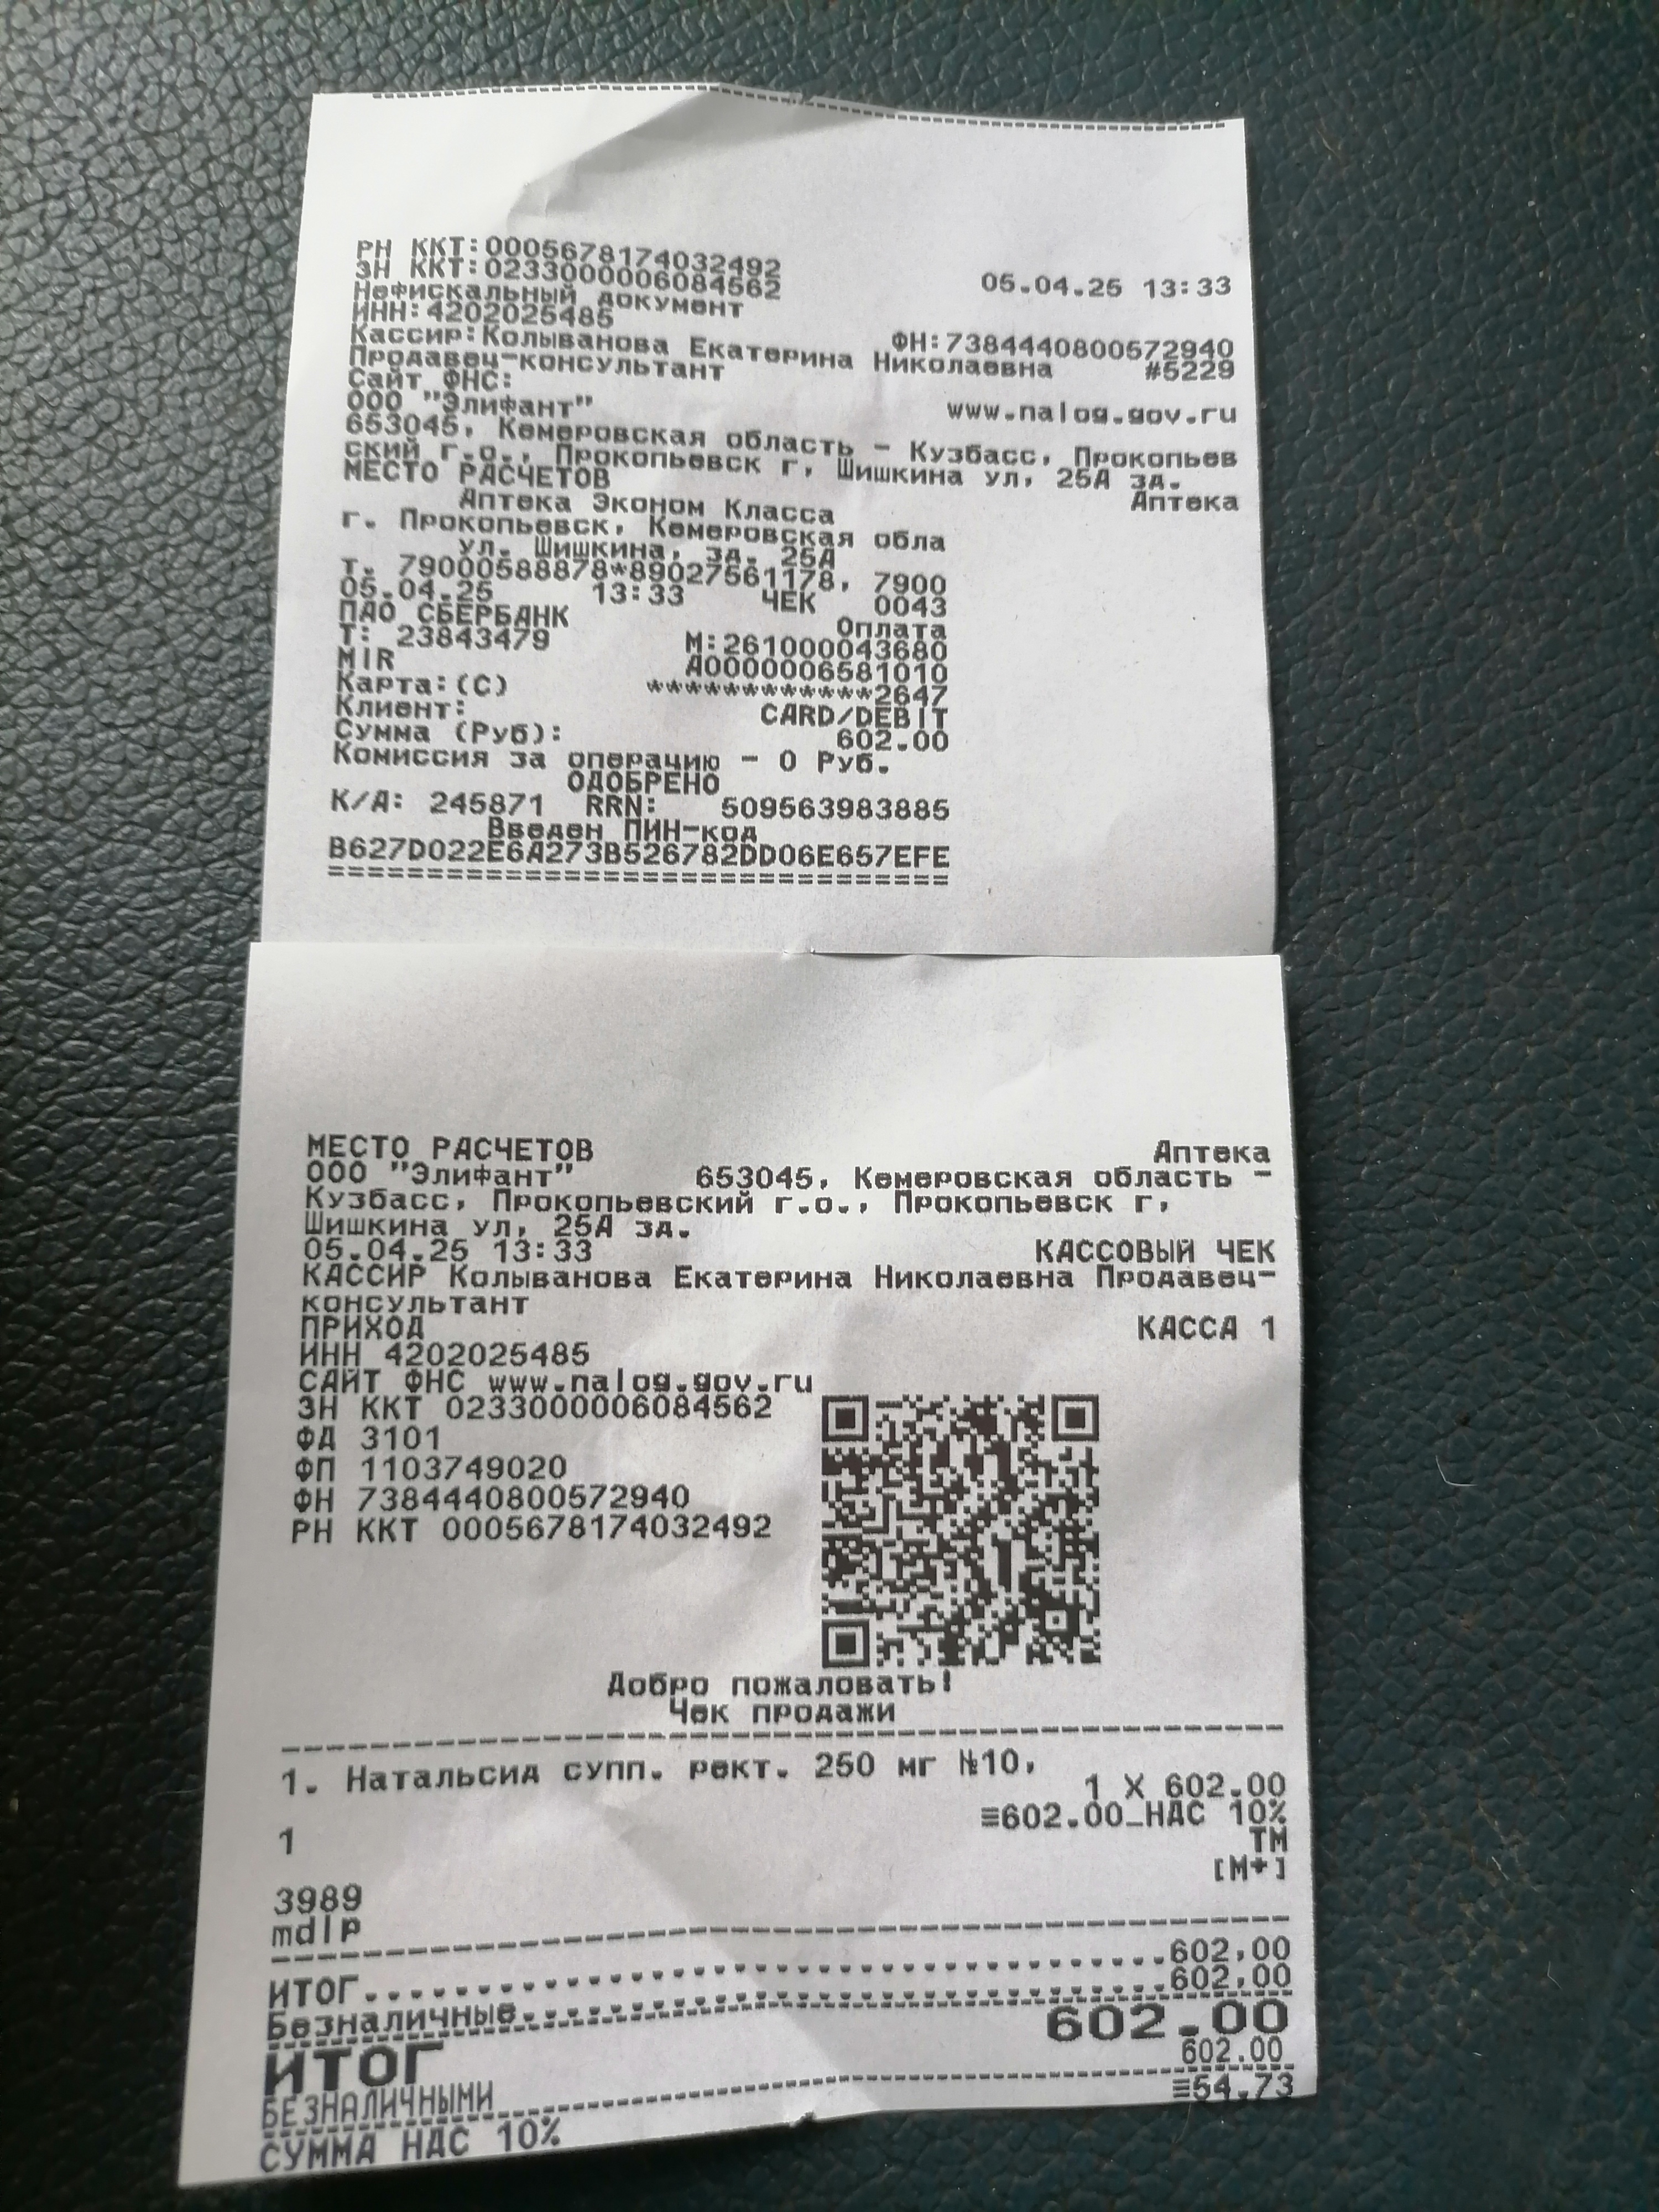 РН ККТ:0005678174032492
ЗН ККТ:0233000006084562 05.04.25 13:33
Нефискальный документ
ИНН:4202025485 ФН:7384440800572940
Кассир:Колыванова Екатерина Николаевна #5229
Продавец-консультант
Сайт ФНС: www.nalog.gov.ru
ООО "Элифант"
653045, Кемеровская область - Кузбасс, Прокопьев
ский г.о., Прокопьевск г, Шишкина ул, 25А зд.
МЕСТО РАСЧЕТОВ Аптека
Аптека Эконом Класса
г. Прокопьевск, Кемеровская обла
ул. Шишкина, зд. 25А
т. 79000588878*89027561178, 7900
05.04.25 13:33 ЧЕК 0043
ПАО СБЕРБАНК Оплата
Т: 23843479 М:261000043680
MIR A0000006581010
Карта:(C) ************2647
Клиент: CARD/DEBIT
Сумма (Руб): 602.00
Комиссия за операцию - 0 Руб.
ОДОБРЕНО
К/А: 245871 RRN: 509563983885
Введен ПИН-код
B627D022E6A273B526782DD06E657EFE
================================
МЕСТО РАСЧЕТОВ Аптека
ООО "Элифант" 653045, Кемеровская область -
Кузбасс, Прокопьевский г.о., Прокопьевск г,
Шишкина ул, 25А зд.
05.04.25 13:33 КАССОВЫЙ ЧЕК
КАССИР Колыванова Екатерина Николаевна Продавец-
консультант
ПРИХОД КАССА 1
ИНН 4202025485
САЙТ ФНС www.nalog.gov.ru
ЗН ККТ 0233000006084562
ФД 3101
ФП 1103749020
ФН 7384440800572940
РН ККТ 0005678174032492
Добро пожаловать!
Чек продажи
1. Натальсид супп. рект. 250 мг №10,
1 X 602.00
≡602.00_НДС 10%
1 ТМ
[М+]
3989
mdlp
ИТОГ 602,00
Безналичные 602,00
ИТОГ 602.00
БЕЗНАЛИЧНЫМИ 602.00
СУММА НДС 10% ≡54.73